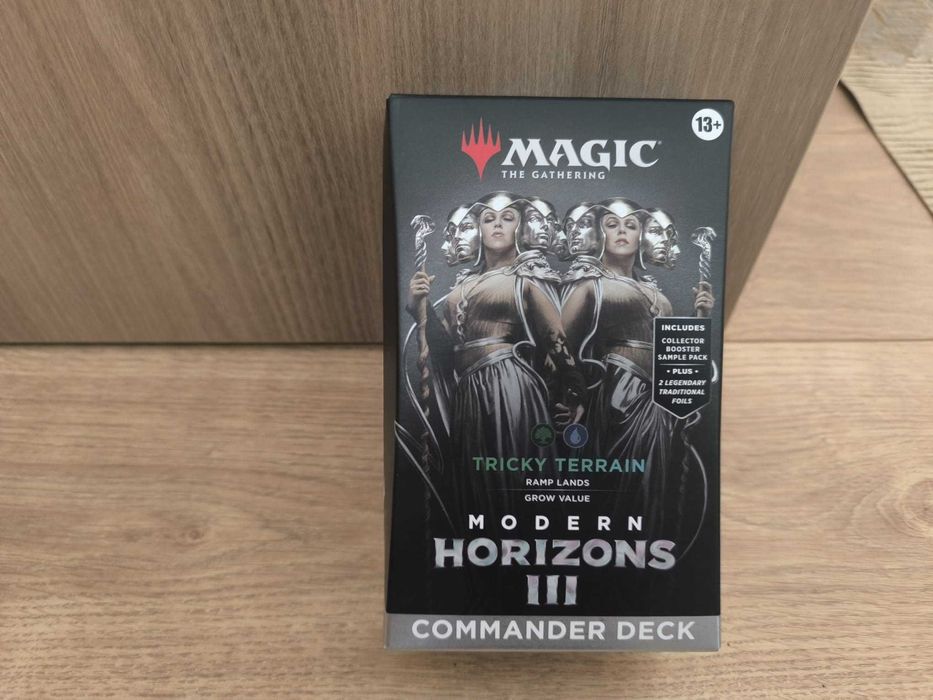 13+
MAGIC
THE GATHERING
INCLUDES
COLLECTOR
BOOSTER
SAMPLE PACK
• PLUS •
2 LEGENDARY
TRADITIONAL
FOILS
TRICKY TERRAIN
RAMP LANDS
GROW VALUE
MODERN
HORIZONS
III
COMMANDER DECK